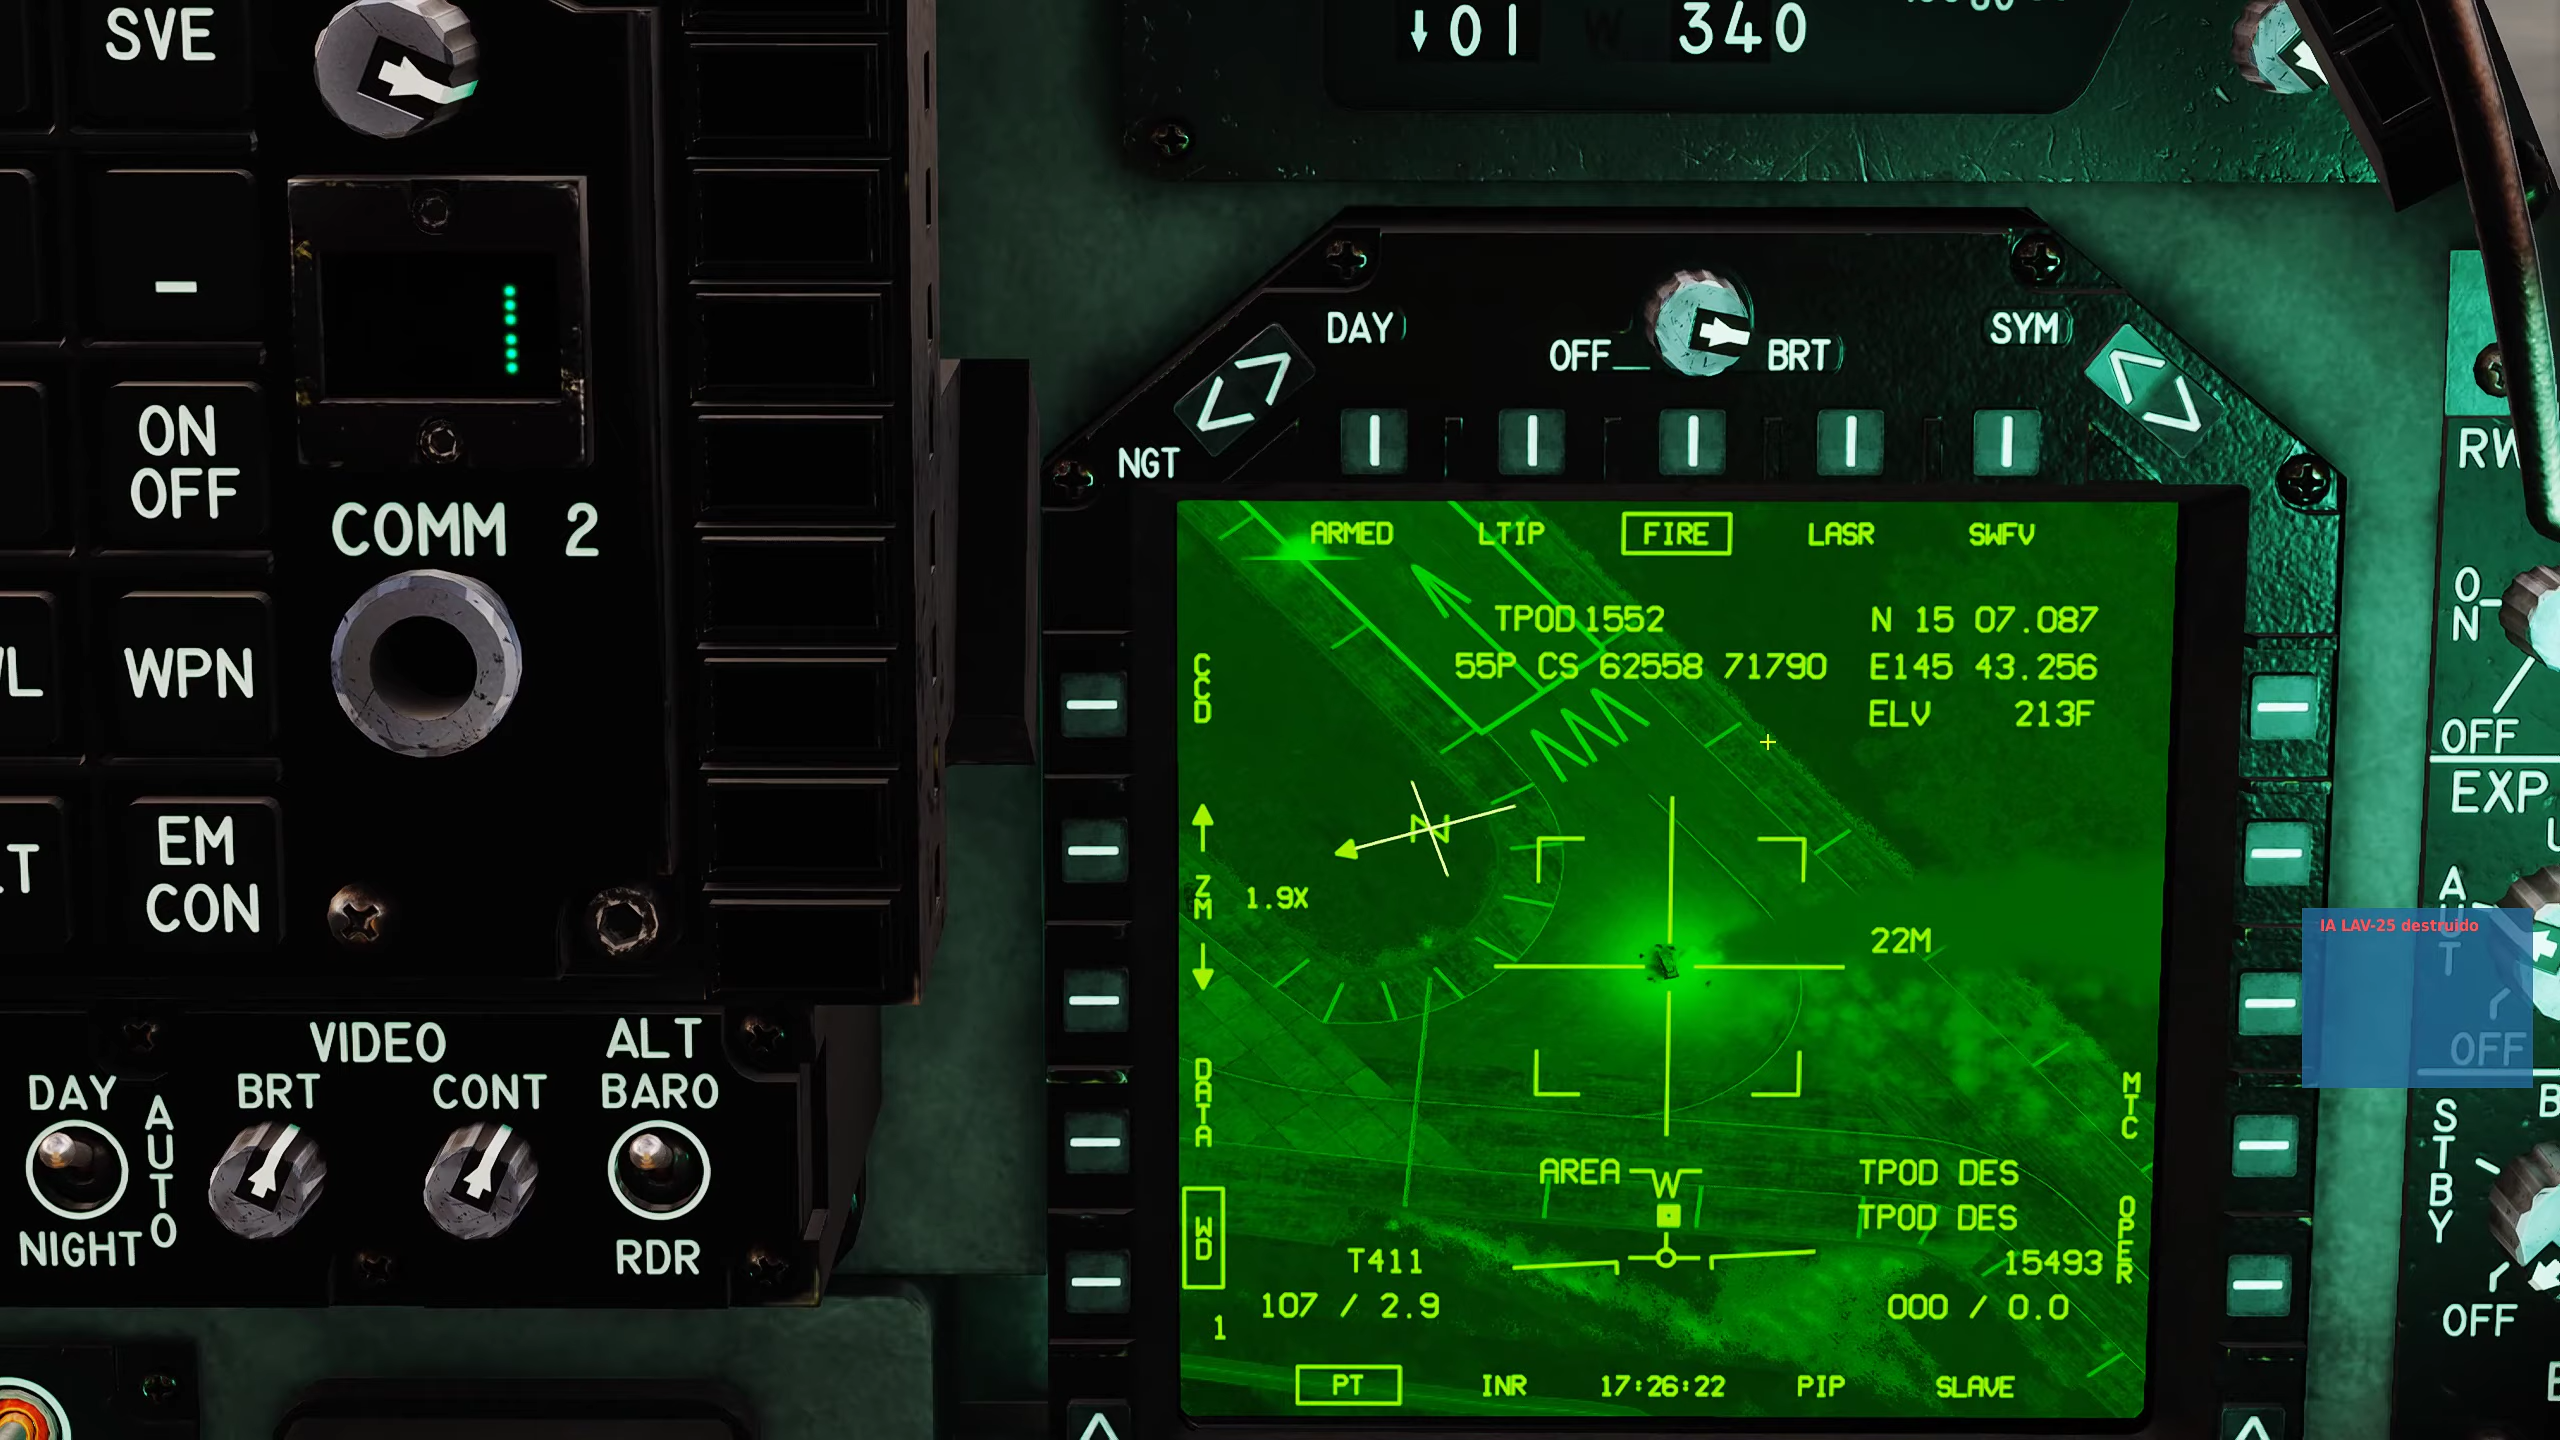 SVE
↓01 W 340
—
ON
OFF
COMM 2
WPN
EM
CON
VIDEO
ALT
DAY
BRT
CONT
BARO
AUTO
NIGHT
RDR
DAY
OFF
BRT
SYM
NGT
ARMED LTIP FIRE LASR SWFV
TPOD 1552
N 15 07.087
55P CS 62558 71790
E145 43.256
ELV 213F
CCD
N
ZM
1.9X
22M
DATA
MTC
AREA
W
TPOD DES
TPOD DES
WD
OPER
T411
15493
107 / 2.9
000 / 0.0
1
PT INR 17:26:22 PIP SLAVE
ON
OFF
EXP
AUT
IA LAV-25 destruido
OFF
STBY
OFF